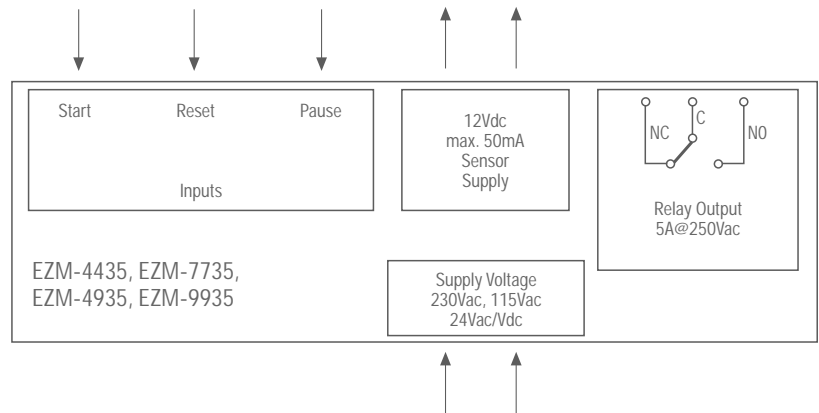 Start
Reset
Pause
Inputs
12Vdc
max. 50mA
Sensor
Supply
NC
C
NO
Relay Output
5A@250Vac
EZM-4435, EZM-7735,
EZM-4935, EZM-9935
Supply Voltage
230Vac, 115Vac
24Vac/Vdc